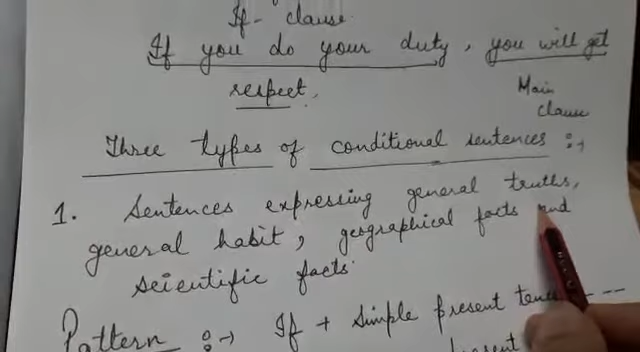 If- clause.
If you do your duty, you will get
respect.
Main
clause
Three types of conditional sentences :→
1. Sentences expressing general truths,
general habit, geographical facts and
scientific facts.
Pattern :→ If + simple present tense ---
present